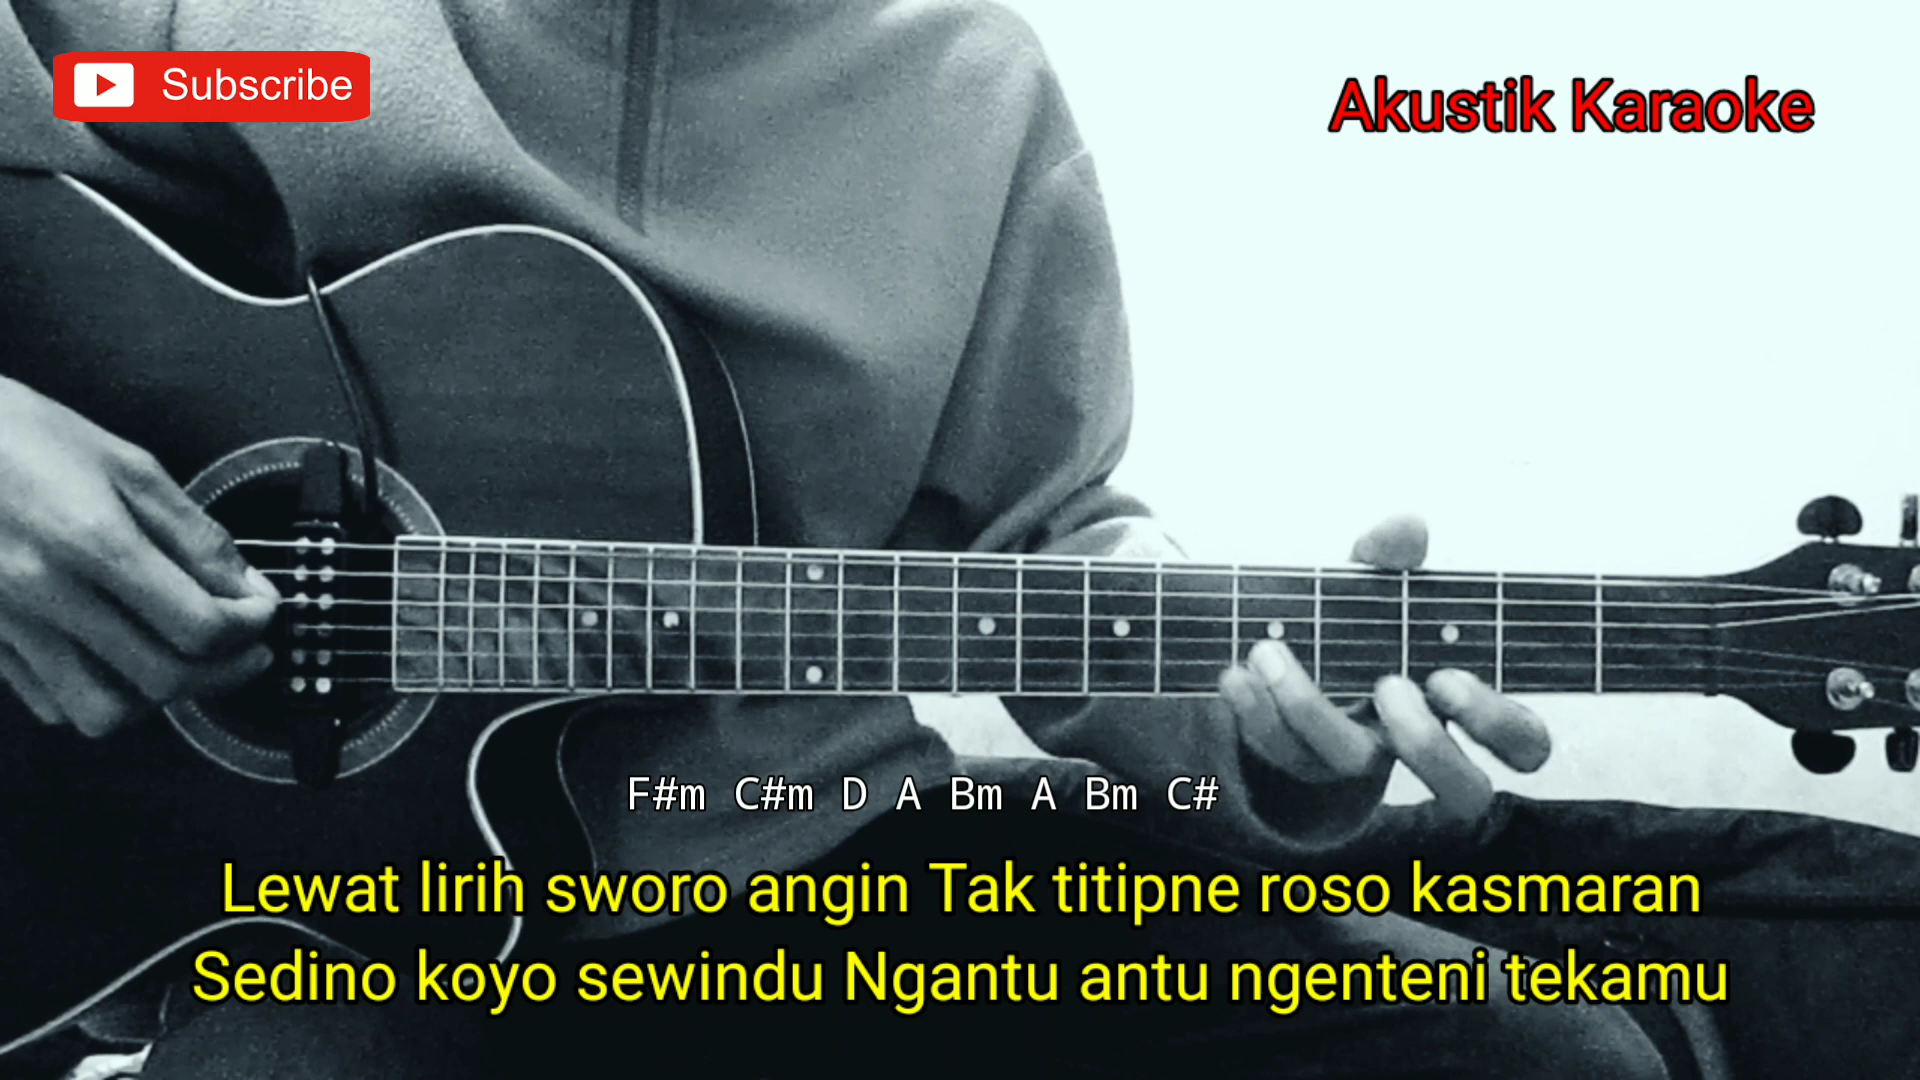 Subscribe
Akustik Karaoke
F#m C#m D A Bm A Bm C#
Lewat lirih sworo angin Tak titipne roso kasmaran
Sedino koyo sewindu Ngantu antu ngenteni tekamu